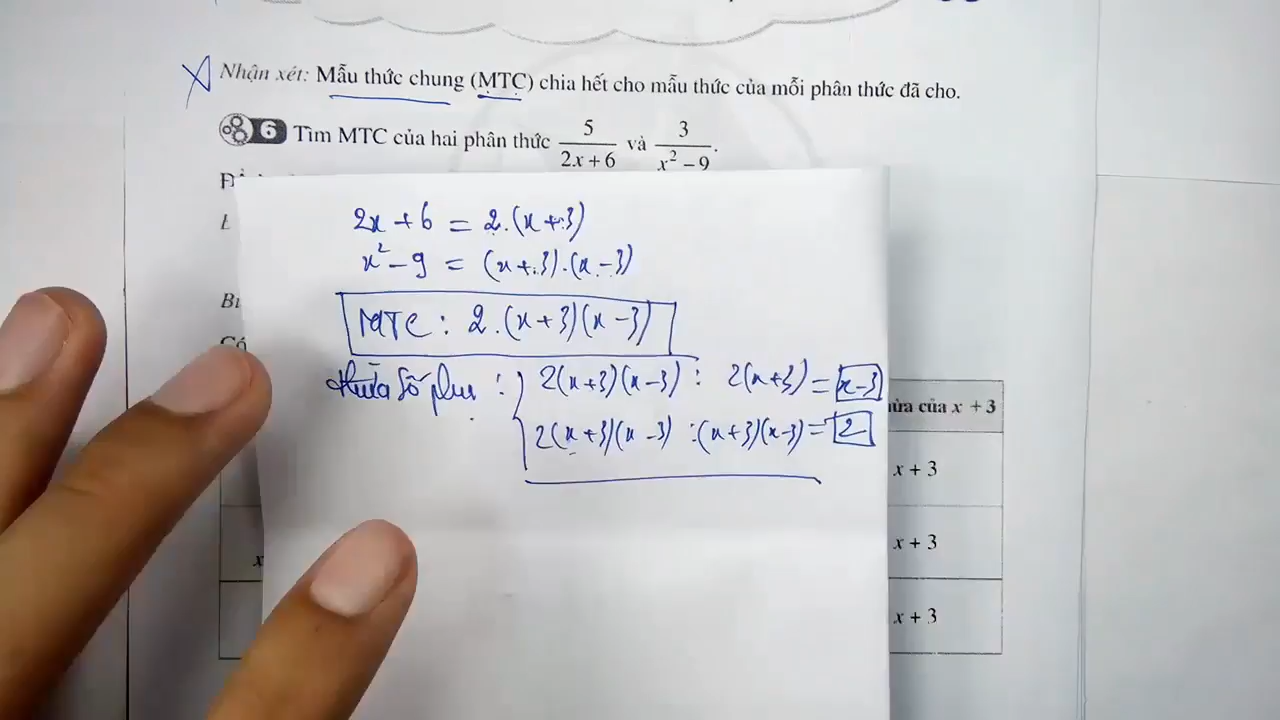 Nhận xét: Mẫu thức chung (MTC) chia hết cho mẫu thức của mỗi phân thức đã cho.
6 Tìm MTC của hai phân thức 5/(2x + 6) và 3/(x² – 9).
2x + 6 = 2.(x + 3)
x² – 9 = (x + 3).(x – 3)
MTC : 2.(x + 3)(x – 3)
thừa số phụ : 2(x+3)(x–3) : 2(x+3) = x–3
2(x+3)(x–3) : (x+3)(x–3) = 2
của x + 3
x + 3
x + 3
x
x + 3